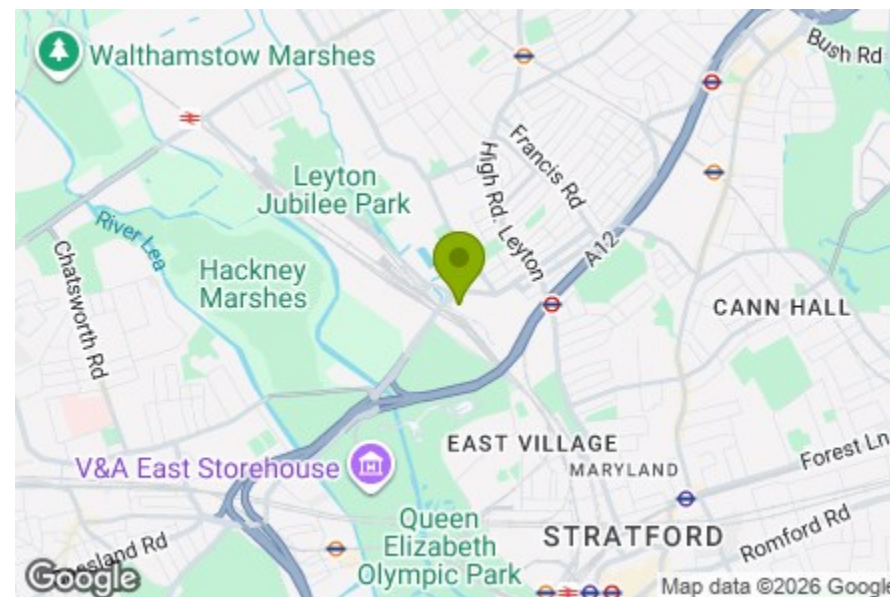 Bush Rd
Walthamstow Marshes
Francis Rd
High Rd. Leyton
Leyton
Jubilee Park
River Lea
A12
Hackney
Marshes
Chatsworth Rd
CANN HALL
EAST VILLAGE
MARYLAND
Forest Ln
V&A East Storehouse
Queen
Elizabeth
Olympic Park
STRATFORD
Romford Rd
Rd
Google
Map data ©2026 Google